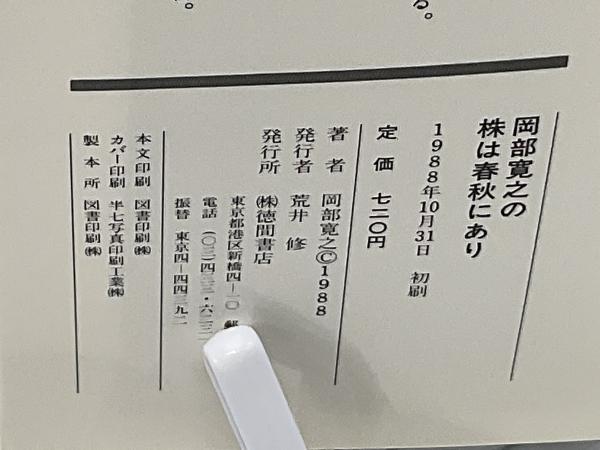 る。
。
岡部寛之の
株は春秋にあり
1988年10月31日 初刷
定価 七二〇円
著者 岡部寛之©1988
発行者 荒井修
発行所 ㈱徳間書店
東京都港区新橋四―一〇
電話
振替 東京四―四四三九二
本文印刷 図書印刷㈱
カバー印刷 半七写真印刷工業㈱
製本所 図書印刷㈱